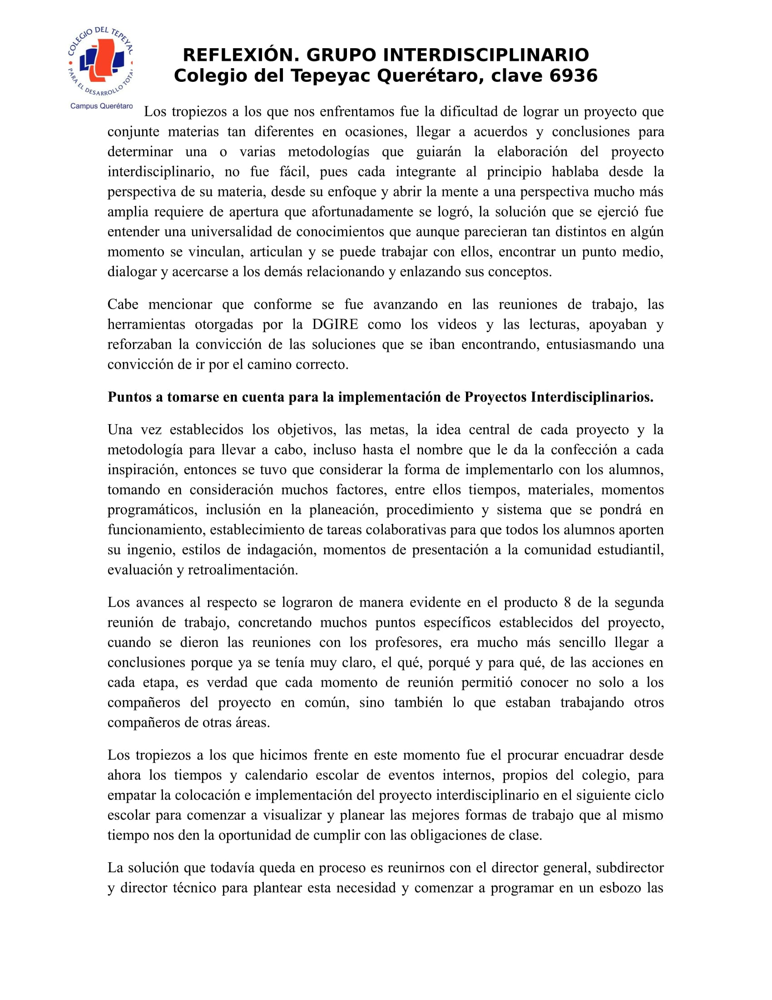 COLEGIO DEL TEPEYAC
PARA EL DESARROLLO TOTAL
Campus Querétaro
REFLEXIÓN. GRUPO INTERDISCIPLINARIO
Colegio del Tepeyac Querétaro, clave 6936
Los tropiezos a los que nos enfrentamos fue la dificultad de lograr un proyecto que
conjunte materias tan diferentes en ocasiones, llegar a acuerdos y conclusiones para
determinar una o varias metodologías que guiarán la elaboración del proyecto
interdisciplinario, no fue fácil, pues cada integrante al principio hablaba desde la
perspectiva de su materia, desde su enfoque y abrir la mente a una perspectiva mucho más
amplia requiere de apertura que afortunadamente se logró, la solución que se ejerció fue
entender una universalidad de conocimientos que aunque parecieran tan distintos en algún
momento se vinculan, articulan y se puede trabajar con ellos, encontrar un punto medio,
dialogar y acercarse a los demás relacionando y enlazando sus conceptos.
Cabe mencionar que conforme se fue avanzando en las reuniones de trabajo, las
herramientas otorgadas por la DGIRE como los videos y las lecturas, apoyaban y
reforzaban la convicción de las soluciones que se iban encontrando, entusiasmando una
convicción de ir por el camino correcto.
Puntos a tomarse en cuenta para la implementación de Proyectos Interdisciplinarios.
Una vez establecidos los objetivos, las metas, la idea central de cada proyecto y la
metodología para llevar a cabo, incluso hasta el nombre que le da la confección a cada
inspiración, entonces se tuvo que considerar la forma de implementarlo con los alumnos,
tomando en consideración muchos factores, entre ellos tiempos, materiales, momentos
programáticos, inclusión en la planeación, procedimiento y sistema que se pondrá en
funcionamiento, establecimiento de tareas colaborativas para que todos los alumnos aporten
su ingenio, estilos de indagación, momentos de presentación a la comunidad estudiantil,
evaluación y retroalimentación.
Los avances al respecto se lograron de manera evidente en el producto 8 de la segunda
reunión de trabajo, concretando muchos puntos específicos establecidos del proyecto,
cuando se dieron las reuniones con los profesores, era mucho más sencillo llegar a
conclusiones porque ya se tenía muy claro, el qué, porqué y para qué, de las acciones en
cada etapa, es verdad que cada momento de reunión permitió conocer no solo a los
compañeros del proyecto en común, sino también lo que estaban trabajando otros
compañeros de otras áreas.
Los tropiezos a los que hicimos frente en este momento fue el procurar encuadrar desde
ahora los tiempos y calendario escolar de eventos internos, propios del colegio, para
empatar la colocación e implementación del proyecto interdisciplinario en el siguiente ciclo
escolar para comenzar a visualizar y planear las mejores formas de trabajo que al mismo
tiempo nos den la oportunidad de cumplir con las obligaciones de clase.
La solución que todavía queda en proceso es reunirnos con el director general, subdirector
y director técnico para plantear esta necesidad y comenzar a programar en un esbozo las